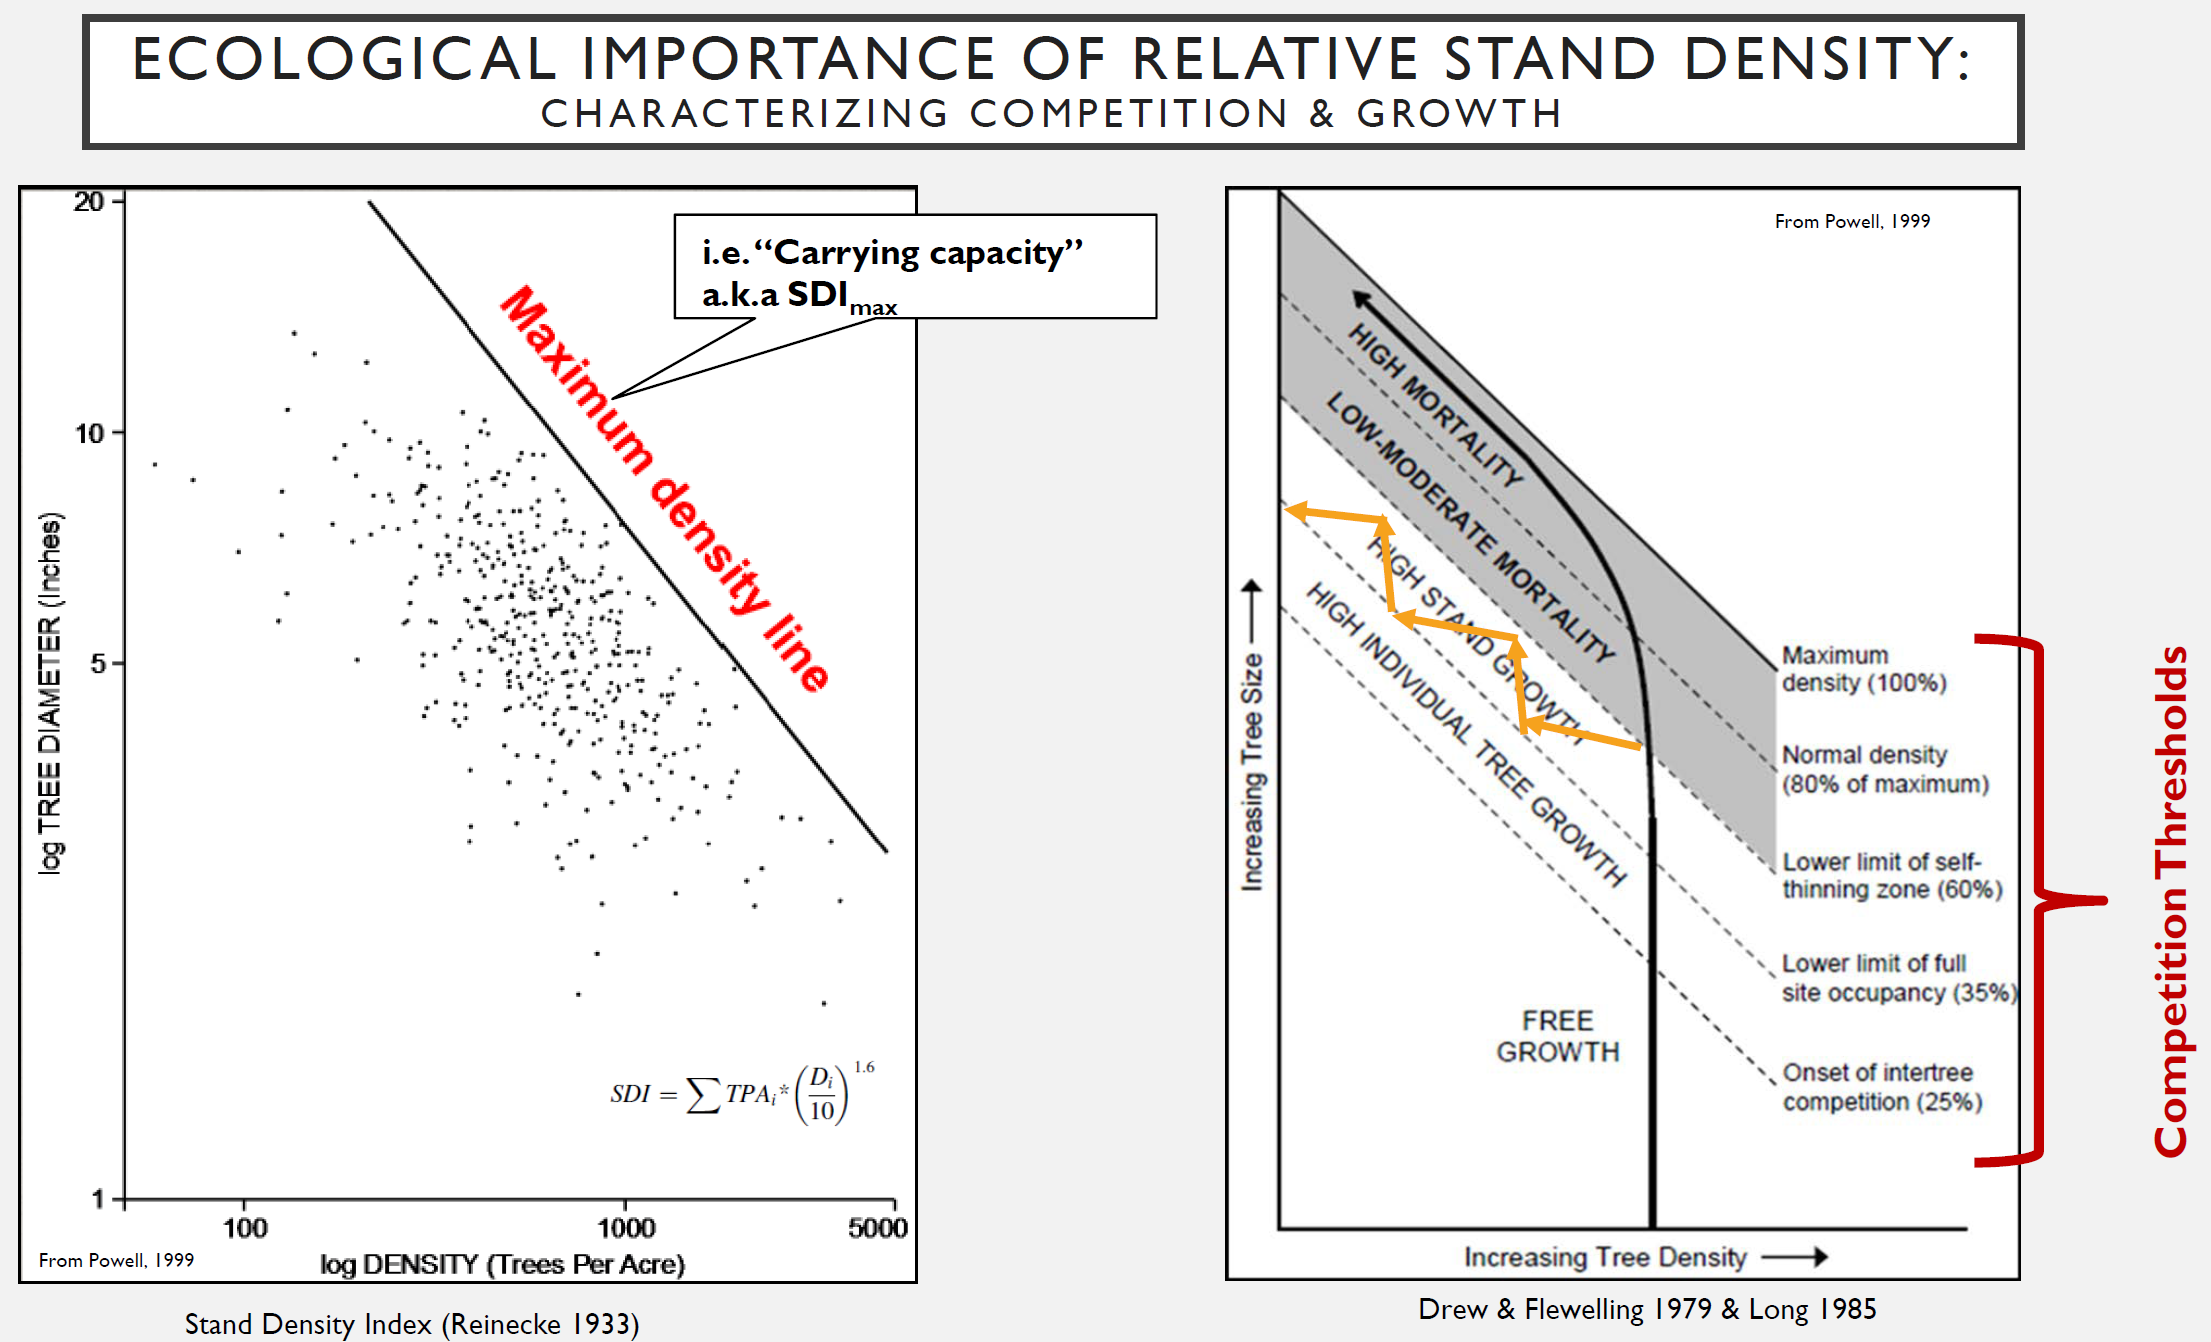 ECOLOGICAL IMPORTANCE OF RELATIVE STAND DENSITY:
CHARACTERIZING COMPETITION & GROWTH
20
10
5
1
log TREE DIAMETER (Inches)
i.e. “Carrying capacity”
a.k.a SDImax
Maximum density line
SDI = ∑ TPAi * (Di/10)^1.6
100
1000
5000
From Powell, 1999
log DENSITY (Trees Per Acre)
Stand Density Index (Reinecke 1933)
From Powell, 1999
HIGH MORTALITY
LOW-MODERATE MORTALITY
HIGH STAND GROWTH
HIGH INDIVIDUAL TREE GROWTH
FREE
GROWTH
Increasing Tree Size
Maximum
density (100%)
Normal density
(80% of maximum)
Lower limit of self-
thinning zone (60%)
Lower limit of full
site occupancy (35%)
Onset of intertree
competition (25%)
Increasing Tree Density
Competition Thresholds
Drew & Flewelling 1979 & Long 1985